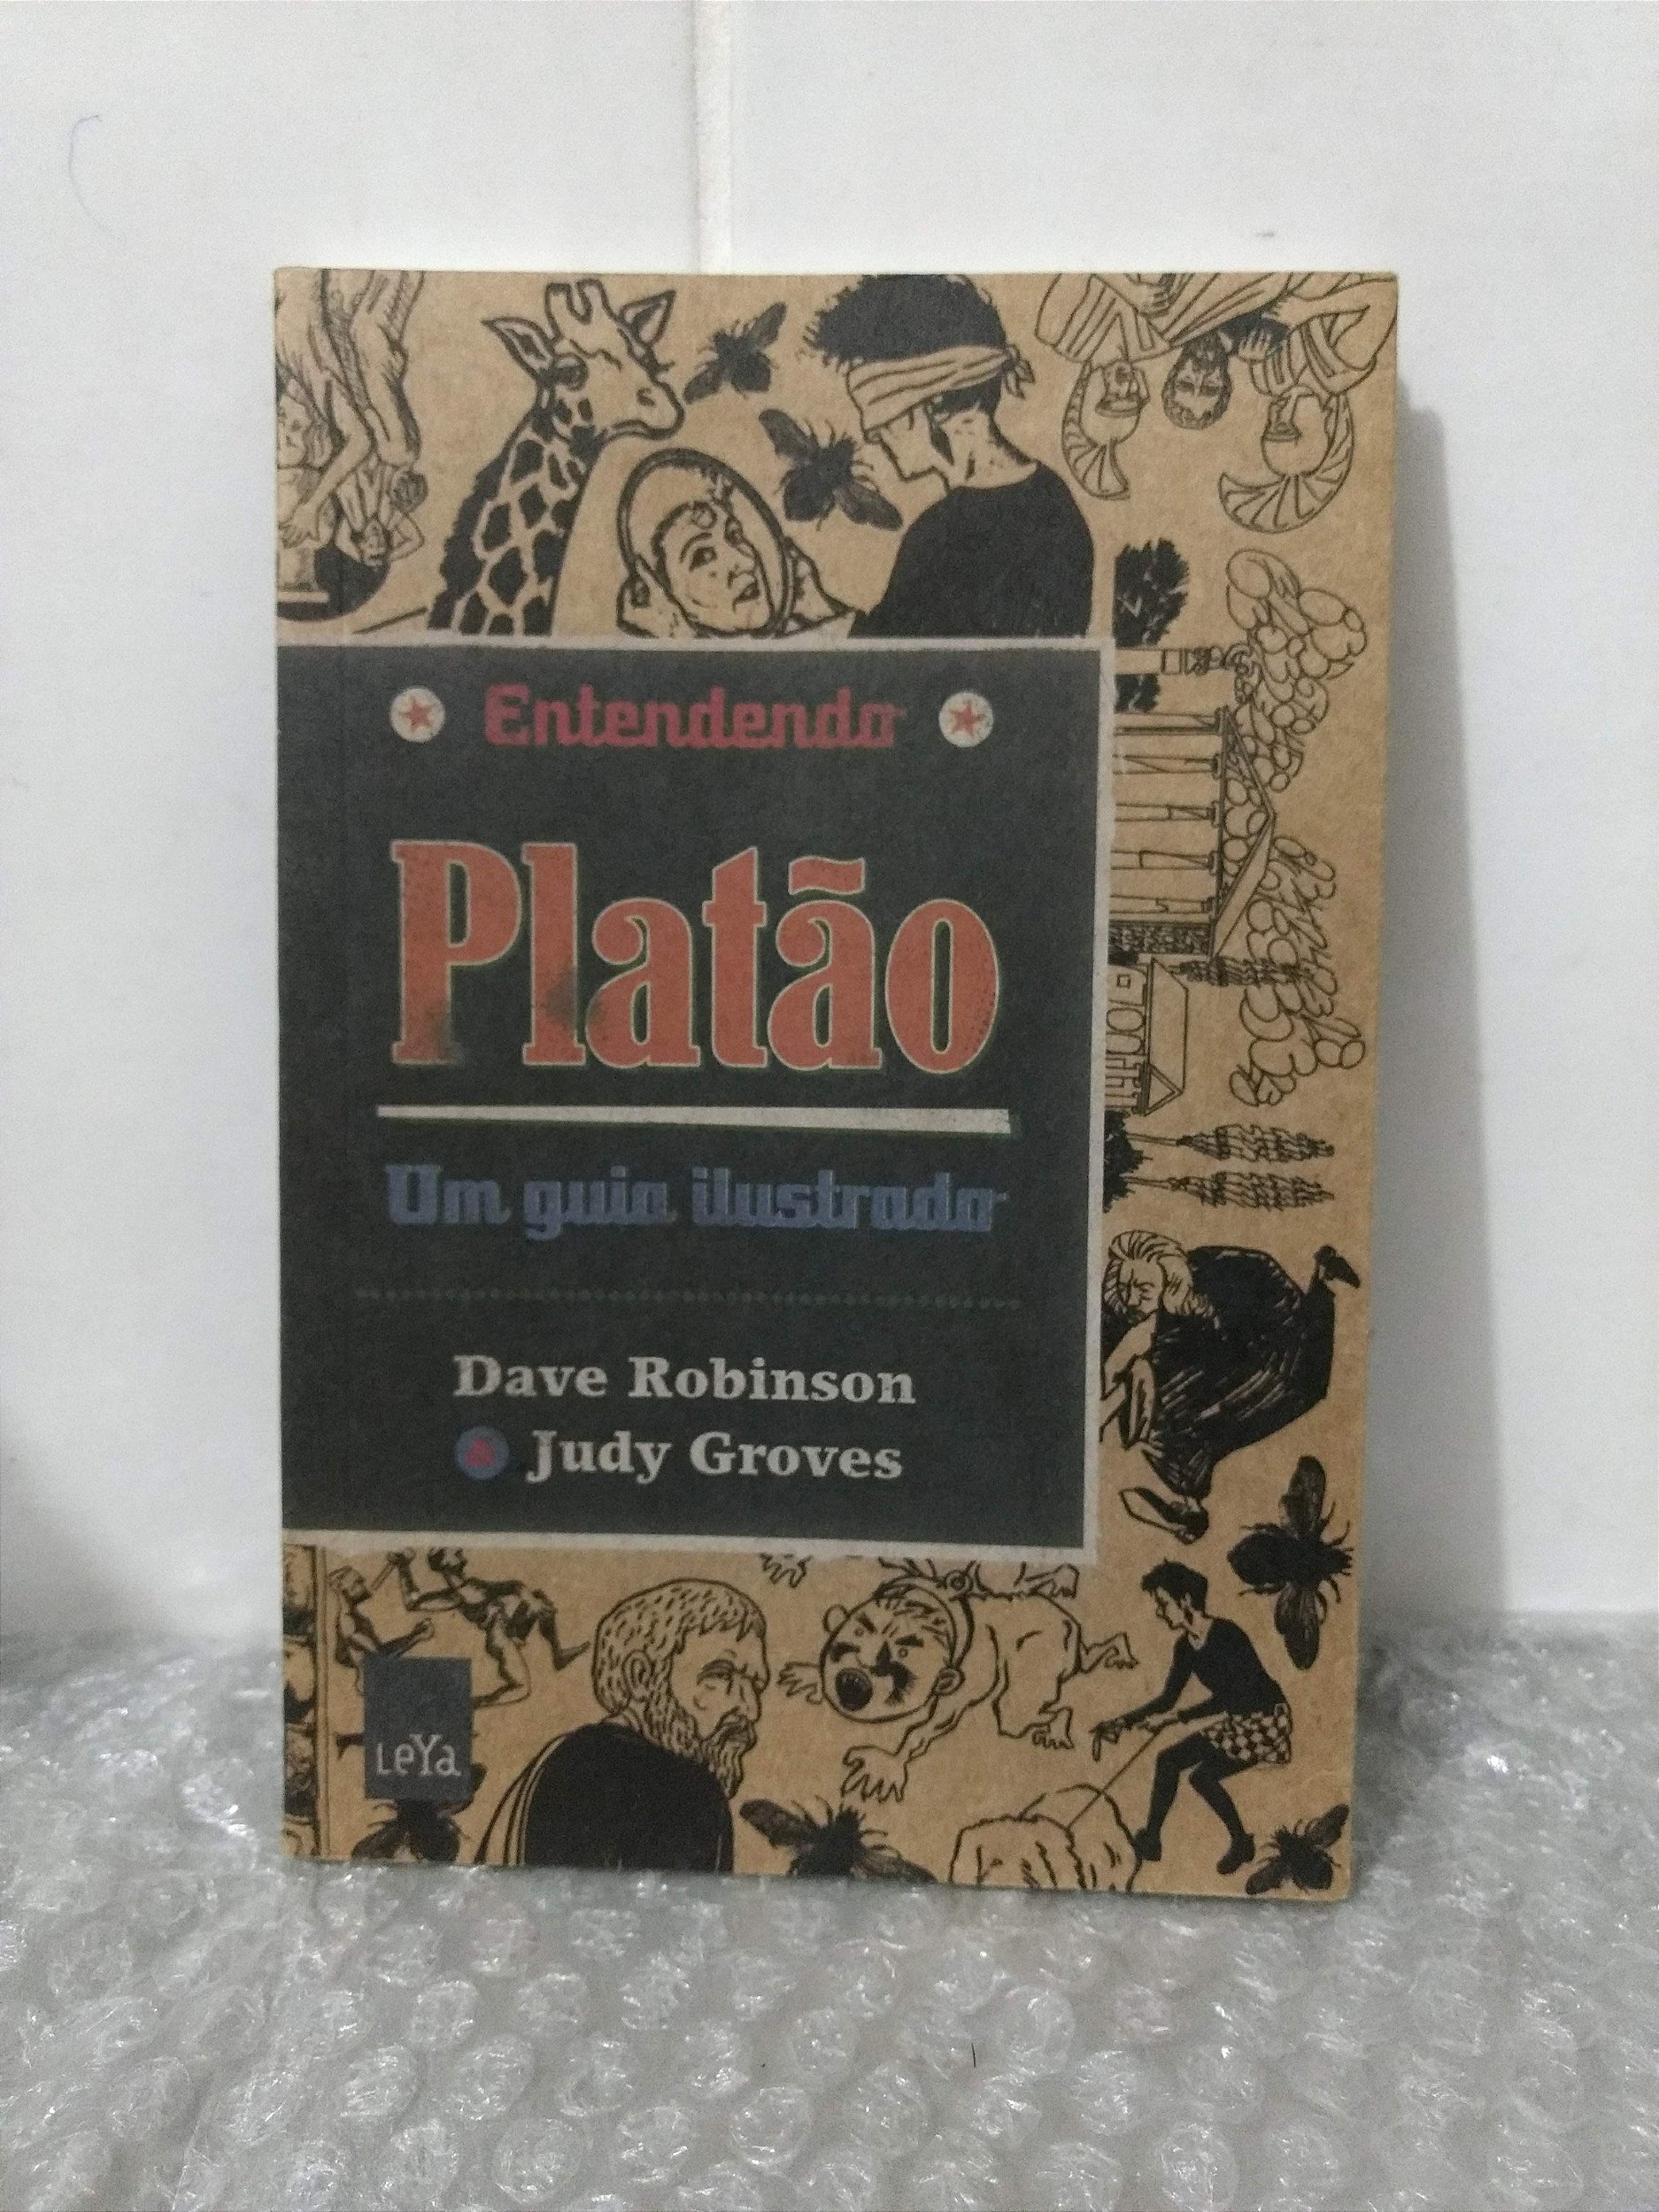 Entendendo
Platão
Um guia ilustrado
Dave Robinson
& Judy Groves
LeYa